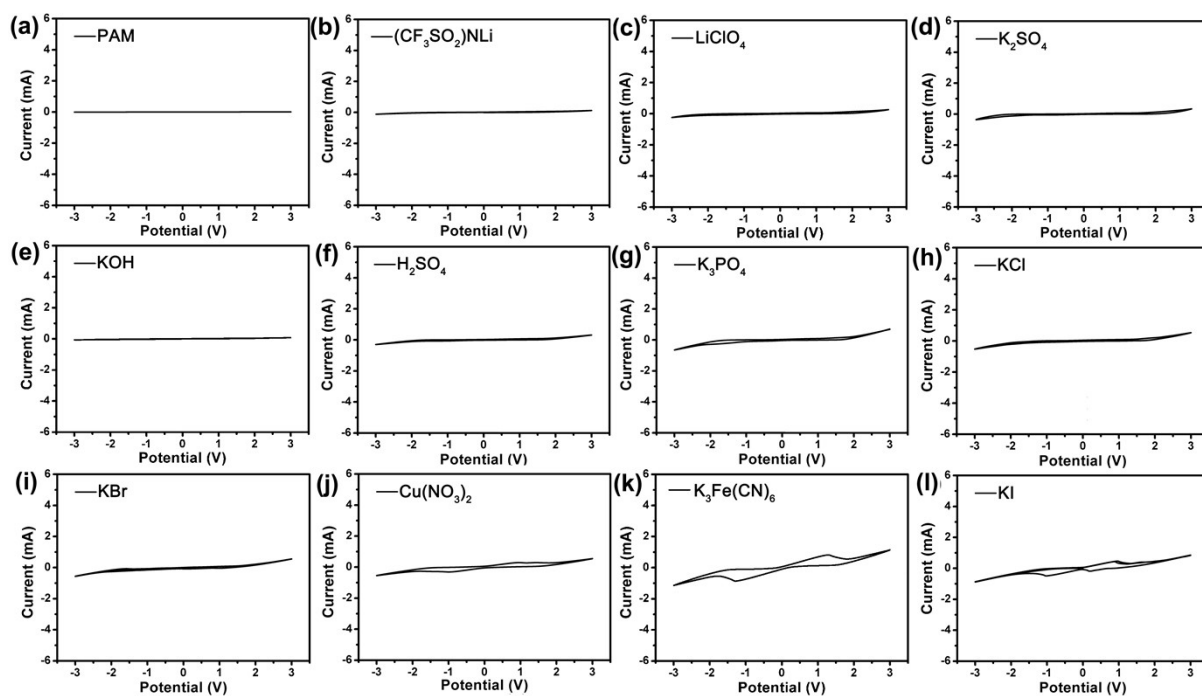 (a)
PAM
Current (mA)
6
4
2
0
-2
-4
-6
-3 -2 -1 0 1 2 3
Potential (V)
(b)
(CF₃SO₂)NLi
Current (mA)
6
4
2
0
-2
-4
-6
-3 -2 -1 0 1 2 3
Potential (V)
(c)
LiClO₄
Current (mA)
6
4
2
0
-2
-4
-6
-3 -2 -1 0 1 2 3
Potential (V)
(d)
K₂SO₄
Current (mA)
6
4
2
0
-2
-4
-6
-3 -2 -1 0 1 2 3
Potential (V)
(e)
KOH
Current (mA)
6
4
2
0
-2
-4
-6
-3 -2 -1 0 1 2 3
Potential (V)
(f)
H₂SO₄
Current (mA)
6
4
2
0
-2
-4
-6
-3 -2 -1 0 1 2 3
Potential (V)
(g)
K₃PO₄
Current (mA)
6
4
2
0
-2
-4
-6
-3 -2 -1 0 1 2 3
Potential (V)
(h)
KCl
Current (mA)
6
4
2
0
-2
-4
-6
-3 -2 -1 0 1 2 3
Potential (V)
(i)
KBr
Current (mA)
6
4
2
0
-2
-4
-6
-3 -2 -1 0 1 2 3
Potential (V)
(j)
Cu(NO₃)₂
Current (mA)
6
4
2
0
-2
-4
-6
-3 -2 -1 0 1 2 3
Potential (V)
(k)
K₃Fe(CN)₆
Current (mA)
6
4
2
0
-2
-4
-6
-3 -2 -1 0 1 2 3
Potential (V)
(l)
KI
Current (mA)
6
4
2
0
-2
-4
-6
-3 -2 -1 0 1 2 3
Potential (V)